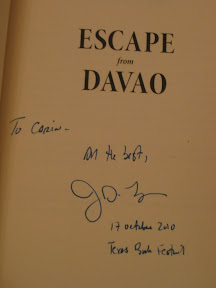 ESCAPE
from
DAVAO
To Carin -
All the best,
17 October 2010
Texas Book Festival